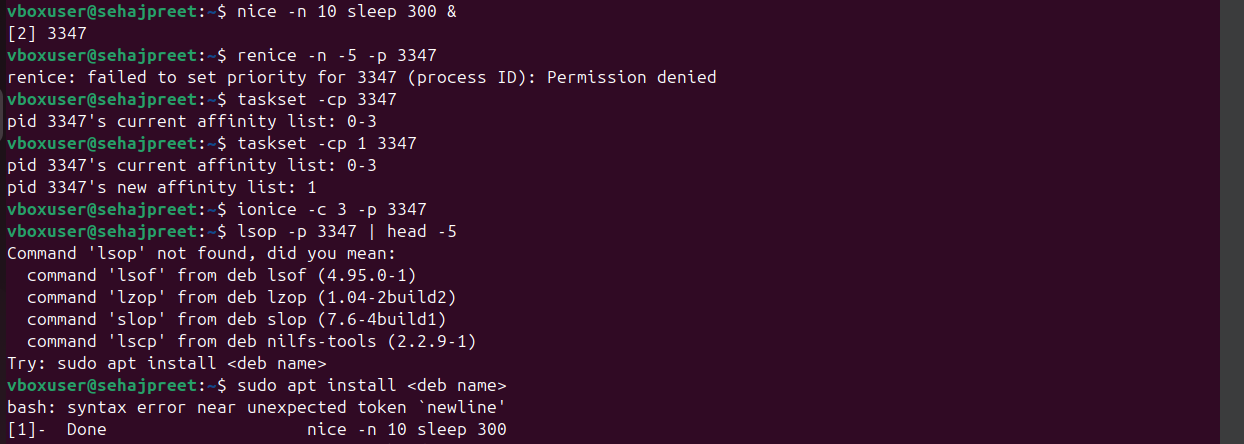 vboxuser@sehajpreet:~$ nice -n 10 sleep 300 &
[2] 3347
vboxuser@sehajpreet:~$ renice -n -5 -p 3347
renice: failed to set priority for 3347 (process ID): Permission denied
vboxuser@sehajpreet:~$ taskset -cp 3347
pid 3347's current affinity list: 0-3
vboxuser@sehajpreet:~$ taskset -cp 1 3347
pid 3347's current affinity list: 0-3
pid 3347's new affinity list: 1
vboxuser@sehajpreet:~$ ionice -c 3 -p 3347
vboxuser@sehajpreet:~$ lsop -p 3347 | head -5
Command 'lsop' not found, did you mean:
  command 'lsof' from deb lsof (4.95.0-1)
  command 'lzop' from deb lzop (1.04-2build2)
  command 'slop' from deb slop (7.6-4build1)
  command 'lscp' from deb nilfs-tools (2.2.9-1)
Try: sudo apt install <deb name>
vboxuser@sehajpreet:~$ sudo apt install <deb name>
bash: syntax error near unexpected token `newline'
[1]-  Done                    nice -n 10 sleep 300